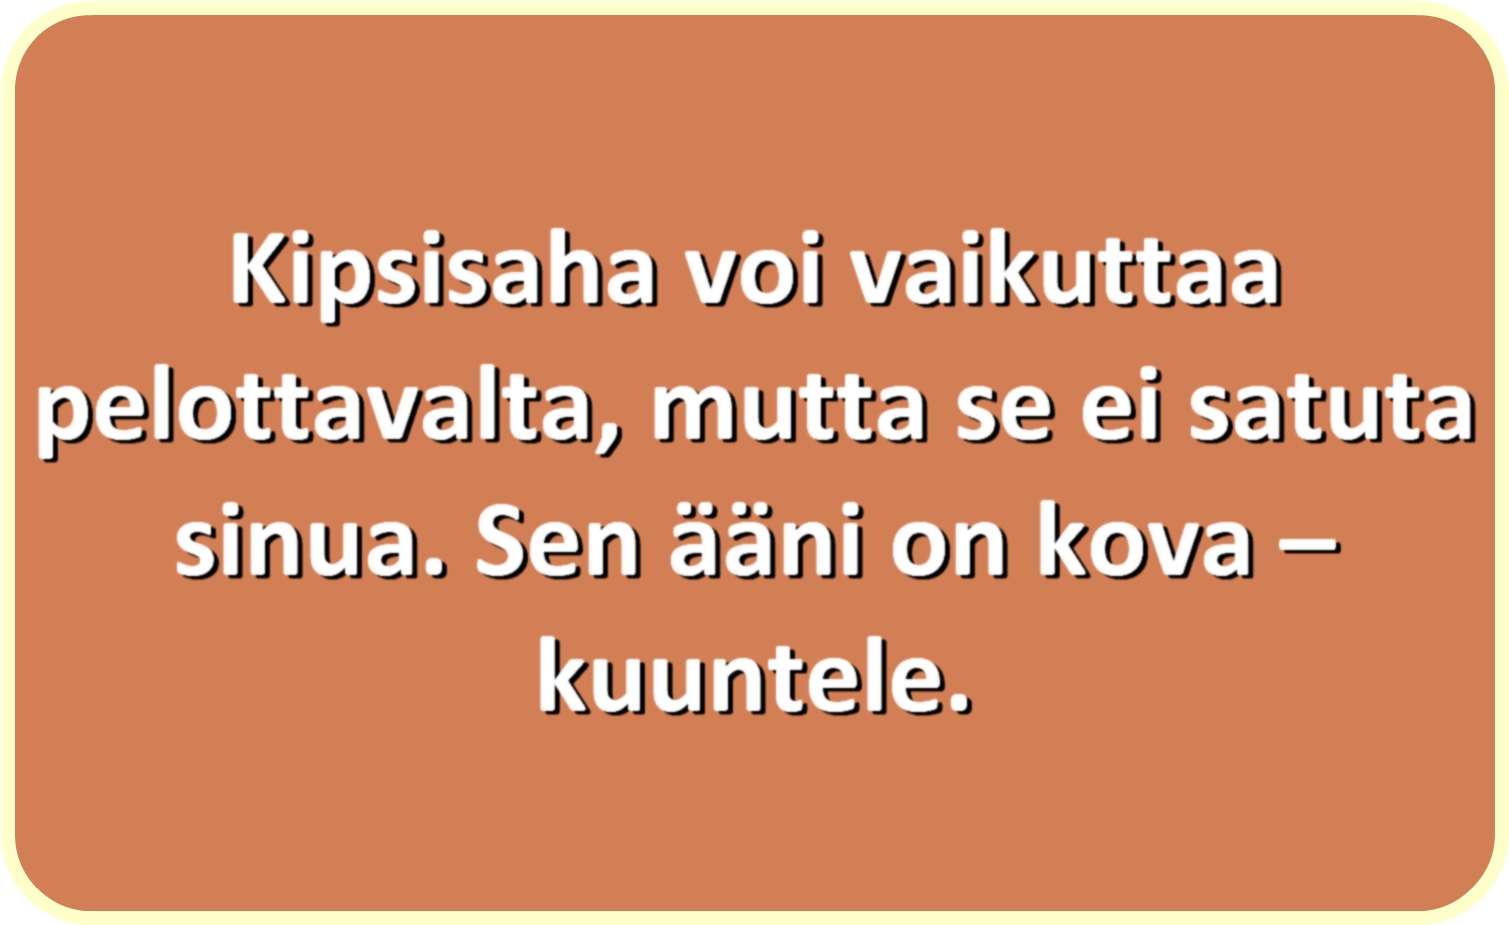 Kipsisaha voi vaikuttaa
pelottavalta, mutta se ei satuta
sinua. Sen ääni on kova –
kuuntele.